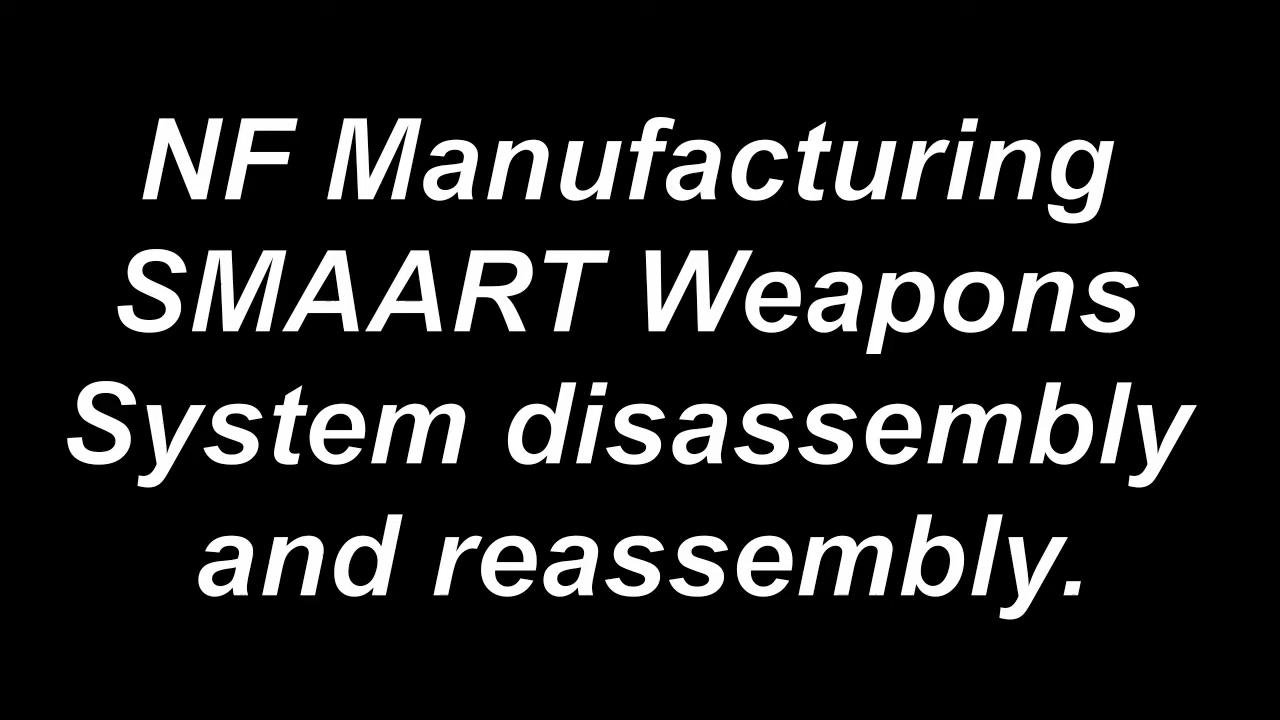 NF Manufacturing
SMAART Weapons
System disassembly
and reassembly.